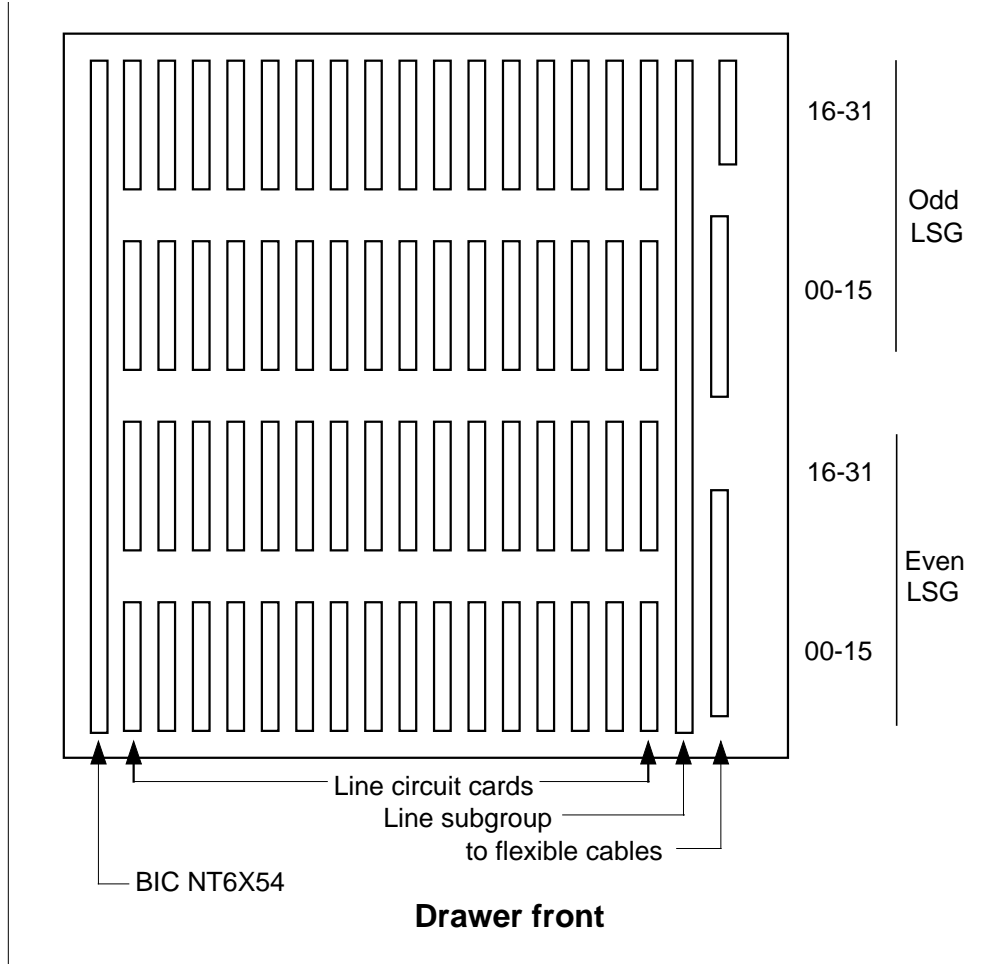 16-31
Odd
LSG
00-15
16-31
Even
LSG
00-15
Line circuit cards
Line subgroup
to flexible cables
BIC NT6X54
Drawer front